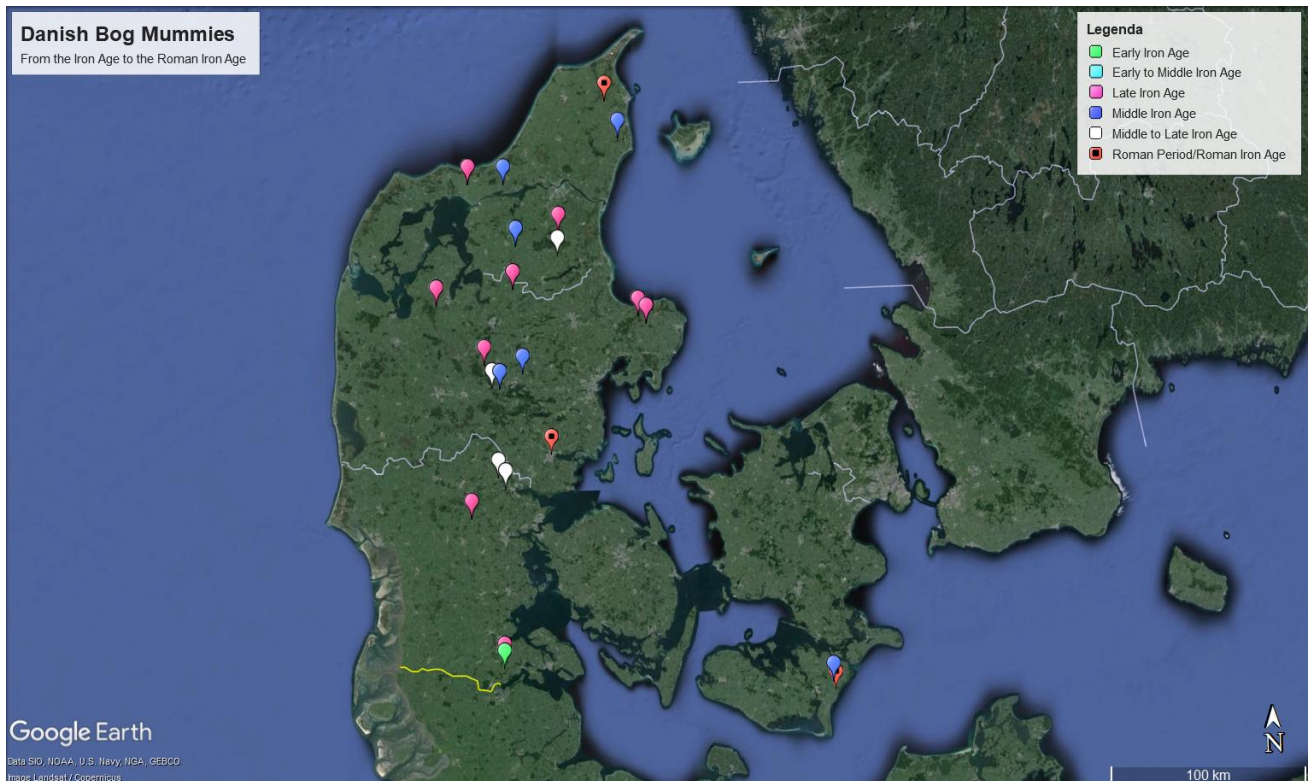 Danish Bog Mummies
From the Iron Age to the Roman Iron Age
Legenda
Early Iron Age
Early to Middle Iron Age
Late Iron Age
Middle Iron Age
Middle to Late Iron Age
Roman Period/Roman Iron Age
Google Earth
Data SIO, NOAA, U.S. Navy, NGA, GEBCO
Image Landsat / Copernicus
N
100 km